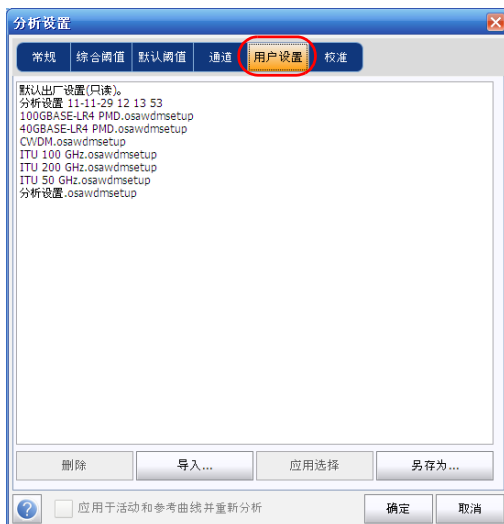 分析设置
常规 综合阈值 默认阈值 通道 用户设置 校准
默认出厂设置(只读)。
分析设置 11-11-29 12 13 53
100GBASE-LR4 PMD.osawdmsetup
40GBASE-LR4 PMD.osawdmsetup
CWDM.osawdmsetup
ITU 100 GHz.osawdmsetup
ITU 200 GHz.osawdmsetup
ITU 50 GHz.osawdmsetup
分析设置.osawdmsetup
删除 导入... 应用选择 另存为...
? 应用于活动和参考曲线并重新分析 确定 取消